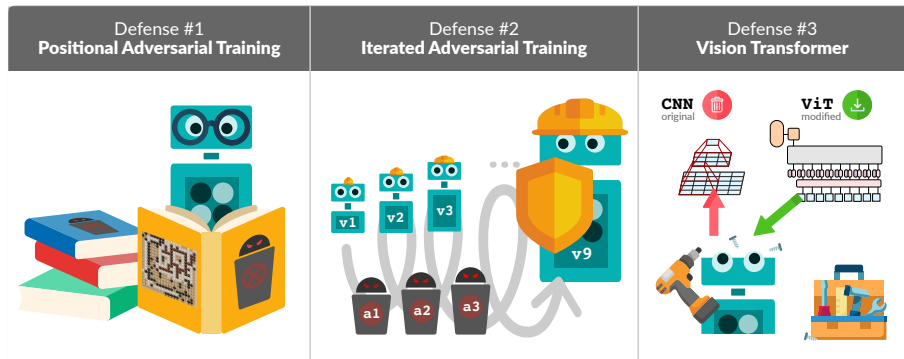 Defense #1
Positional Adversarial Training
Defense #2
Iterated Adversarial Training
Defense #3
Vision Transformer
CNN
original
ViT
modified
v1
v2
v3
...
v9
a1
a2
a3